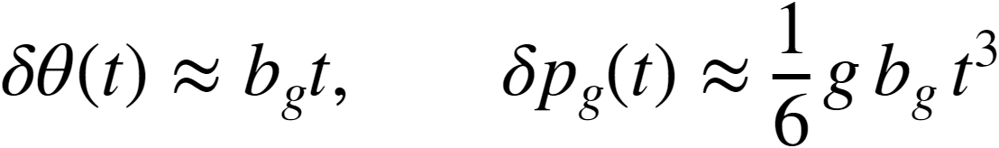 δθ(t) ≈ b_g t, δp_g(t) ≈ \frac{1}{6} g b_g t^3